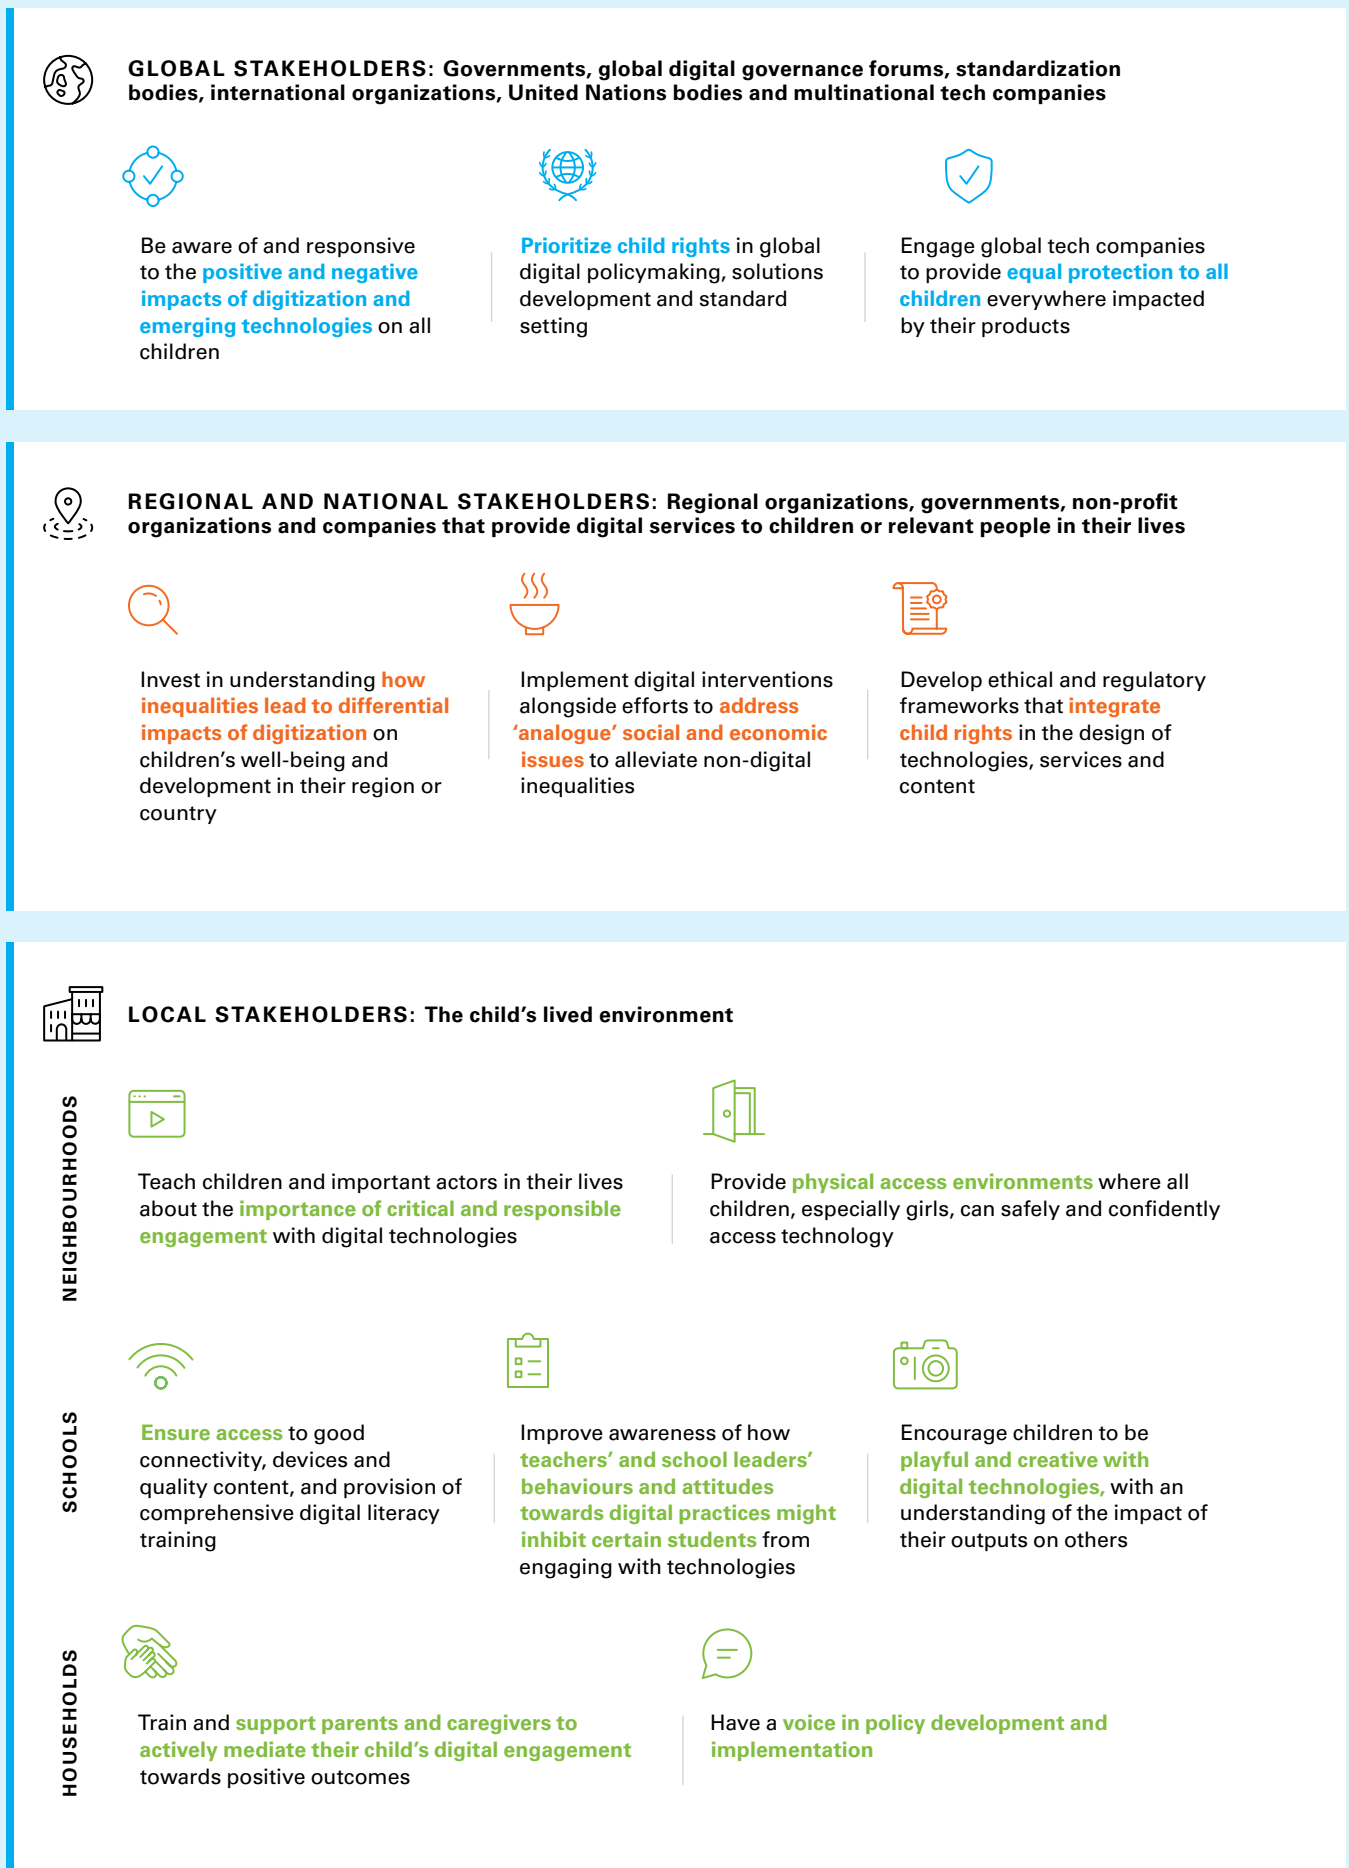 GLOBAL STAKEHOLDERS: Governments, global digital governance forums, standardization
bodies, international organizations, United Nations bodies and multinational tech companies
Be aware of and responsive
to the positive and negative
impacts of digitization and
emerging technologies on all
children
Prioritize child rights in global
digital policymaking, solutions
development and standard
setting
Engage global tech companies
to provide equal protection to all
children everywhere impacted
by their products
REGIONAL AND NATIONAL STAKEHOLDERS: Regional organizations, governments, non-profit
organizations and companies that provide digital services to children or relevant people in their lives
Invest in understanding how
inequalities lead to differential
impacts of digitization on
children’s well-being and
development in their region or
country
Implement digital interventions
alongside efforts to address
‘analogue’ social and economic
issues to alleviate non-digital
inequalities
Develop ethical and regulatory
frameworks that integrate
child rights in the design of
technologies, services and
content
LOCAL STAKEHOLDERS: The child’s lived environment
NEIGHBOURHOODS
Teach children and important actors in their lives
about the importance of critical and responsible
engagement with digital technologies
Provide physical access environments where all
children, especially girls, can safely and confidently
access technology
SCHOOLS
Ensure access to good
connectivity, devices and
quality content, and provision of
comprehensive digital literacy
training
Improve awareness of how
teachers’ and school leaders’
behaviours and attitudes
towards digital practices might
inhibit certain students from
engaging with technologies
Encourage children to be
playful and creative with
digital technologies, with an
understanding of the impact of
their outputs on others
HOUSEHOLDS
Train and support parents and caregivers to
actively mediate their child’s digital engagement
towards positive outcomes
Have a voice in policy development and
implementation